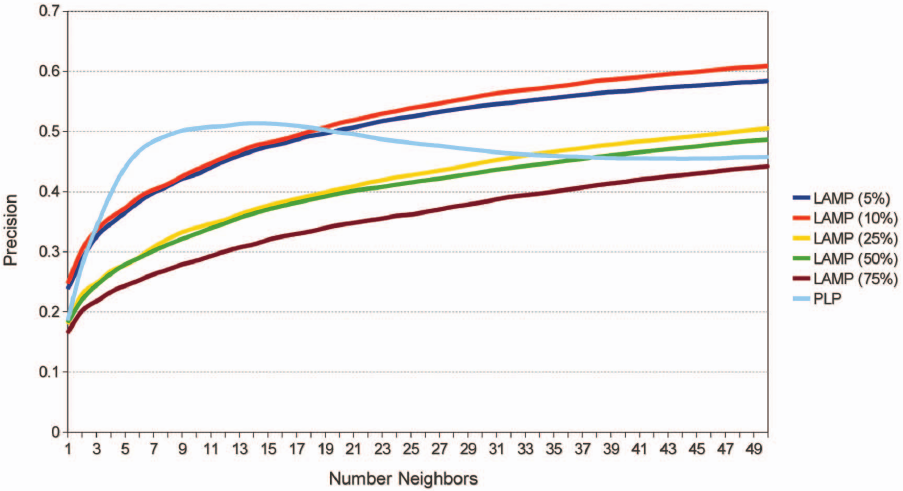 0.7
0.6
0.5
0.4
0.3
0.2
0.1
0
Precision
1 3 5 7 9 11 13 15 17 19 21 23 25 27 29 31 33 35 37 39 41 43 45 47 49
Number Neighbors
LAMP (5%)
LAMP (10%)
LAMP (25%)
LAMP (50%)
LAMP (75%)
PLP